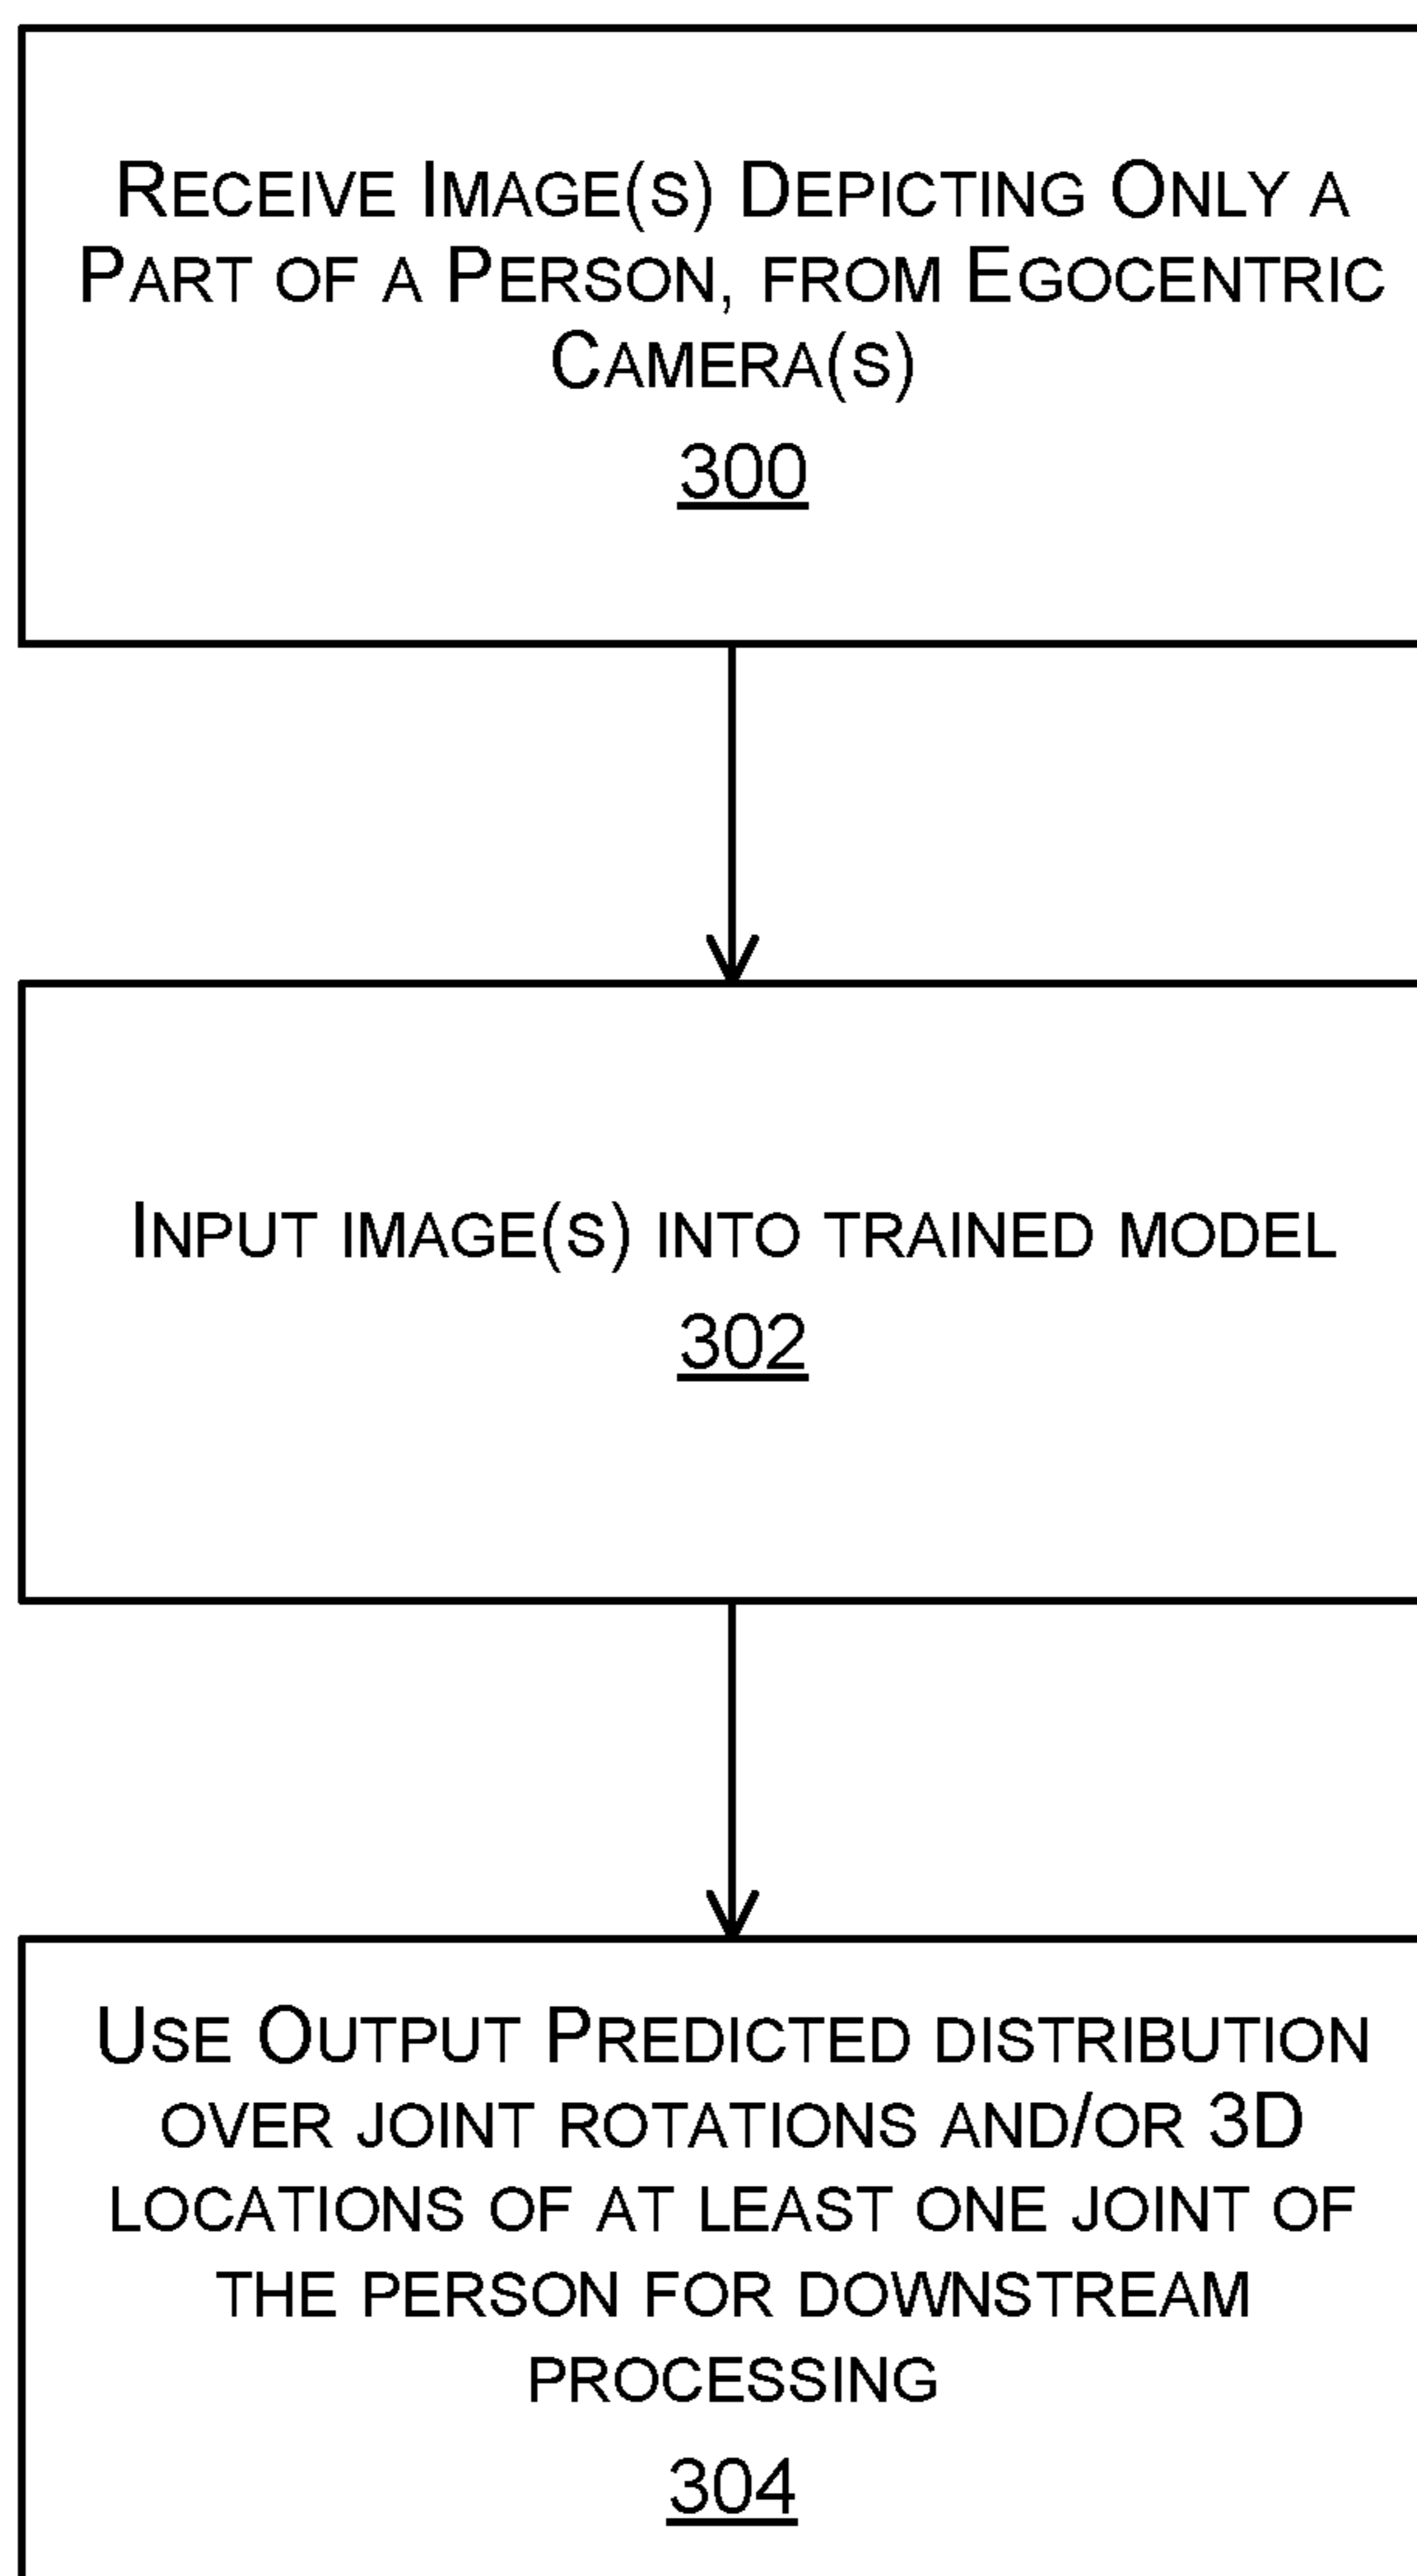 Receive Image(s) Depicting Only a
Part of a Person, from Egocentric
Camera(s)
300
Input image(s) into trained model
302
Use Output Predicted distribution
over joint rotations and/or 3D
locations of at least one joint of
the person for downstream
processing
304